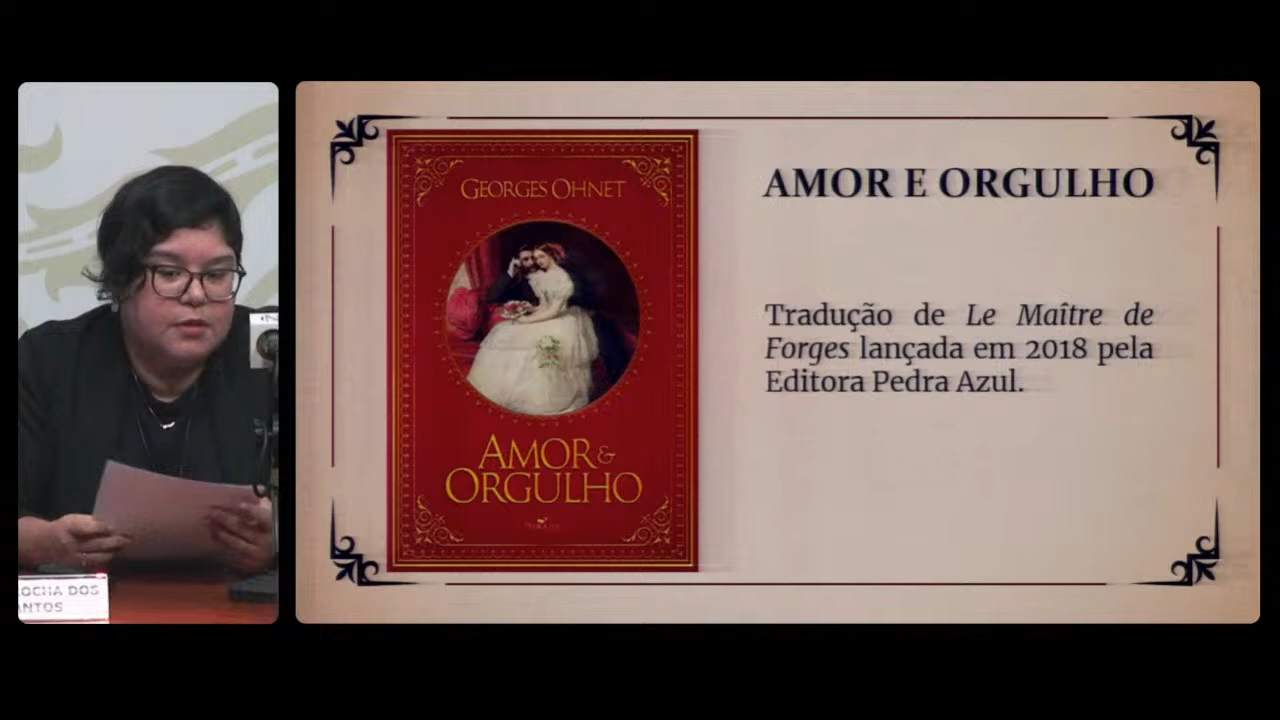 OCHA DOS
NTOS
GEORGES OHNET
AMOR &
ORGULHO
AMOR E ORGULHO
Tradução de Le Maître de
Forges lançada em 2018 pela
Editora Pedra Azul.